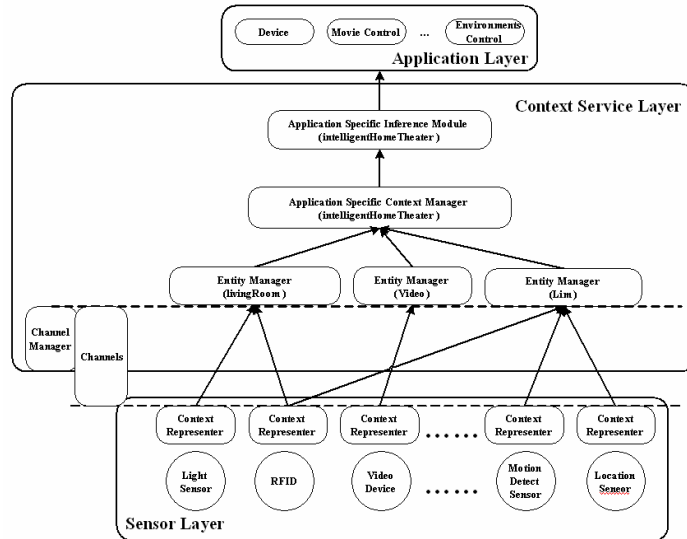 Device
Movie Control
...
Environments
Control
Application Layer
Context Service Layer
Application Specific Inference Module
(intelligentHomeTheater)
Application Specific Context Manager
(intelligentHomeTheater)
Entity Manager
(livingRoom)
Entity Manager
(Video)
Entity Manager
(Lim)
Channel
Manager
Channels
Context
Representer
Context
Representer
Context
Representer
......
Context
Representer
Context
Representer
Light
Sensor
RFID
Video
Device
......
Motion
Detect
Sensor
Location
Seneor
Sensor Layer